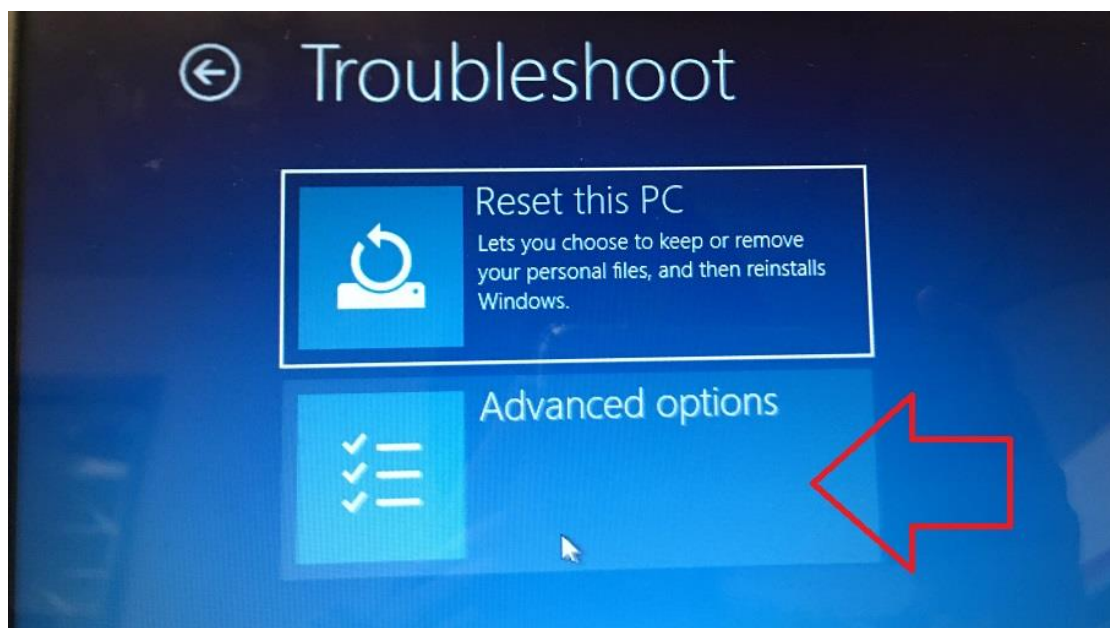 Troubleshoot
Reset this PC
Lets you choose to keep or remove
your personal files, and then reinstalls
Windows.
Advanced options